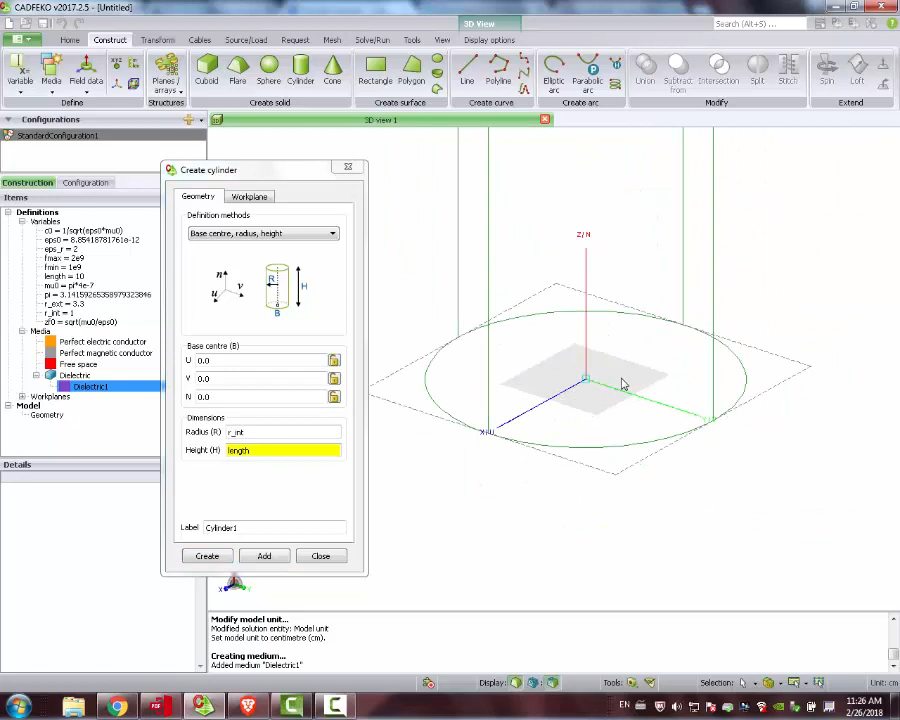 CADFEKO v2017.2.5 - [Untitled]
3D View
Search (Alt+S) . . .
Home
Construct
Transform
Cables
Source/Load
Request
Mesh
Solve/Run
Tools
View
Display options
Variable
Media
Field data
Planes /
arrays
Cuboid
Flare
Sphere
Cylinder
Cone
Rectangle
Polygon
Line
Polyline
Elliptic
arc
Parabolic
arc
Union
Subtract
from
Intersection
Split
Stitch
Spin
Loft
Define
Structures
Create solid
Create surface
Create curve
Create arc
Modify
Extend
Configurations
3D view 1
StandardConfiguration1
Construction
Configuration
Items
Definitions
Variables
c0 = 1/sqrt(eps0*mu0)
eps0 = 8.85418781761e-12
eps_r = 2
fmax = 2e9
fmin = 1e9
length = 10
mu0 = pi*4e-7
pi = 3.14159265358979323846
r_ext = 3.3
r_int = 1
zf0 = sqrt(mu0/eps0)
Media
Perfect electric conductor
Perfect magnetic conductor
Free space
Dielectric
Dielectric1
Workplanes
Model
Geometry
Details
Create cylinder
Geometry
Workplane
Definition methods
Base centre, radius, height
n
v
u
R
H
B
Base centre (B)
U 0.0
V 0.0
N 0.0
Dimensions
Radius (R) r_int
Height (H) length
Label Cylinder1
Create
Add
Close
Z/N
X/U
Y/V
X
Y
Modify model unit...
Modified solution entity: Model unit
Set model unit to centimetre (cm).
Creating medium...
Added medium "Dielectric1"
Display:
Tools:
Selection:
Unit: cm
PDF
EN
11:26 AM
2/26/2018